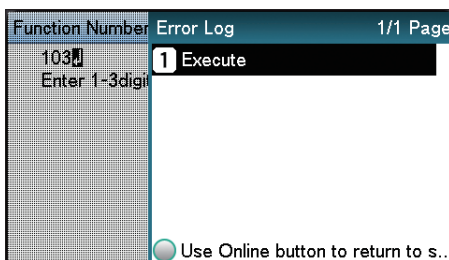 Function Number
103
Enter 1-3digi
Error Log 1/1 Page
1 Execute
Use Online button to return to s...